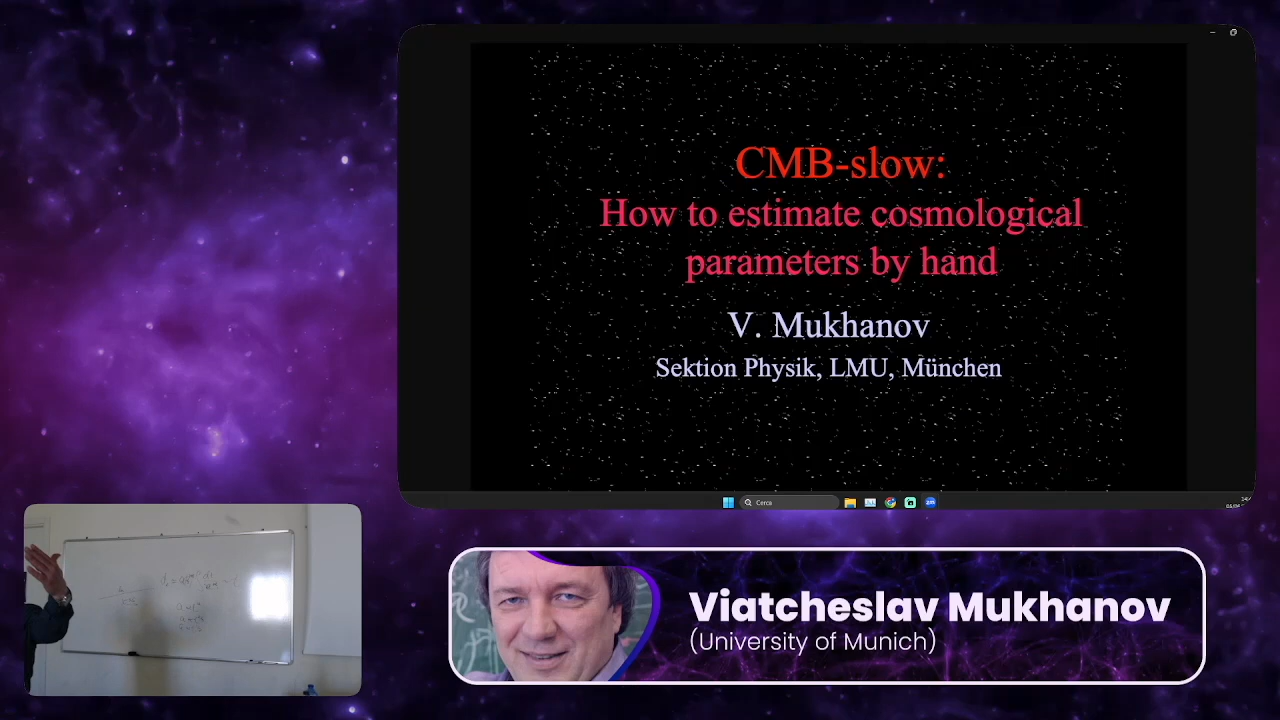 CMB-slow:
How to estimate cosmological
parameters by hand
V. Mukhanov
Sektion Physik, LMU, München
Cerca
Viatcheslav Mukhanov
(University of Munich)